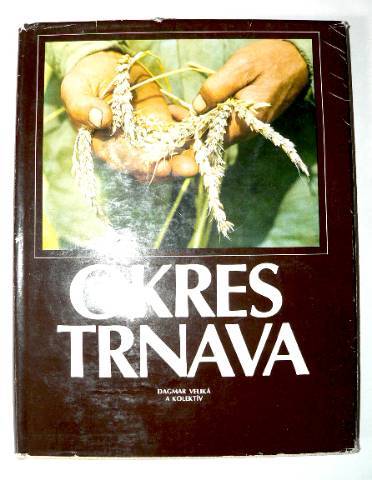 OKRES
TRNAVA
DAGMAR VELIKÁ
A KOLEKTÍV